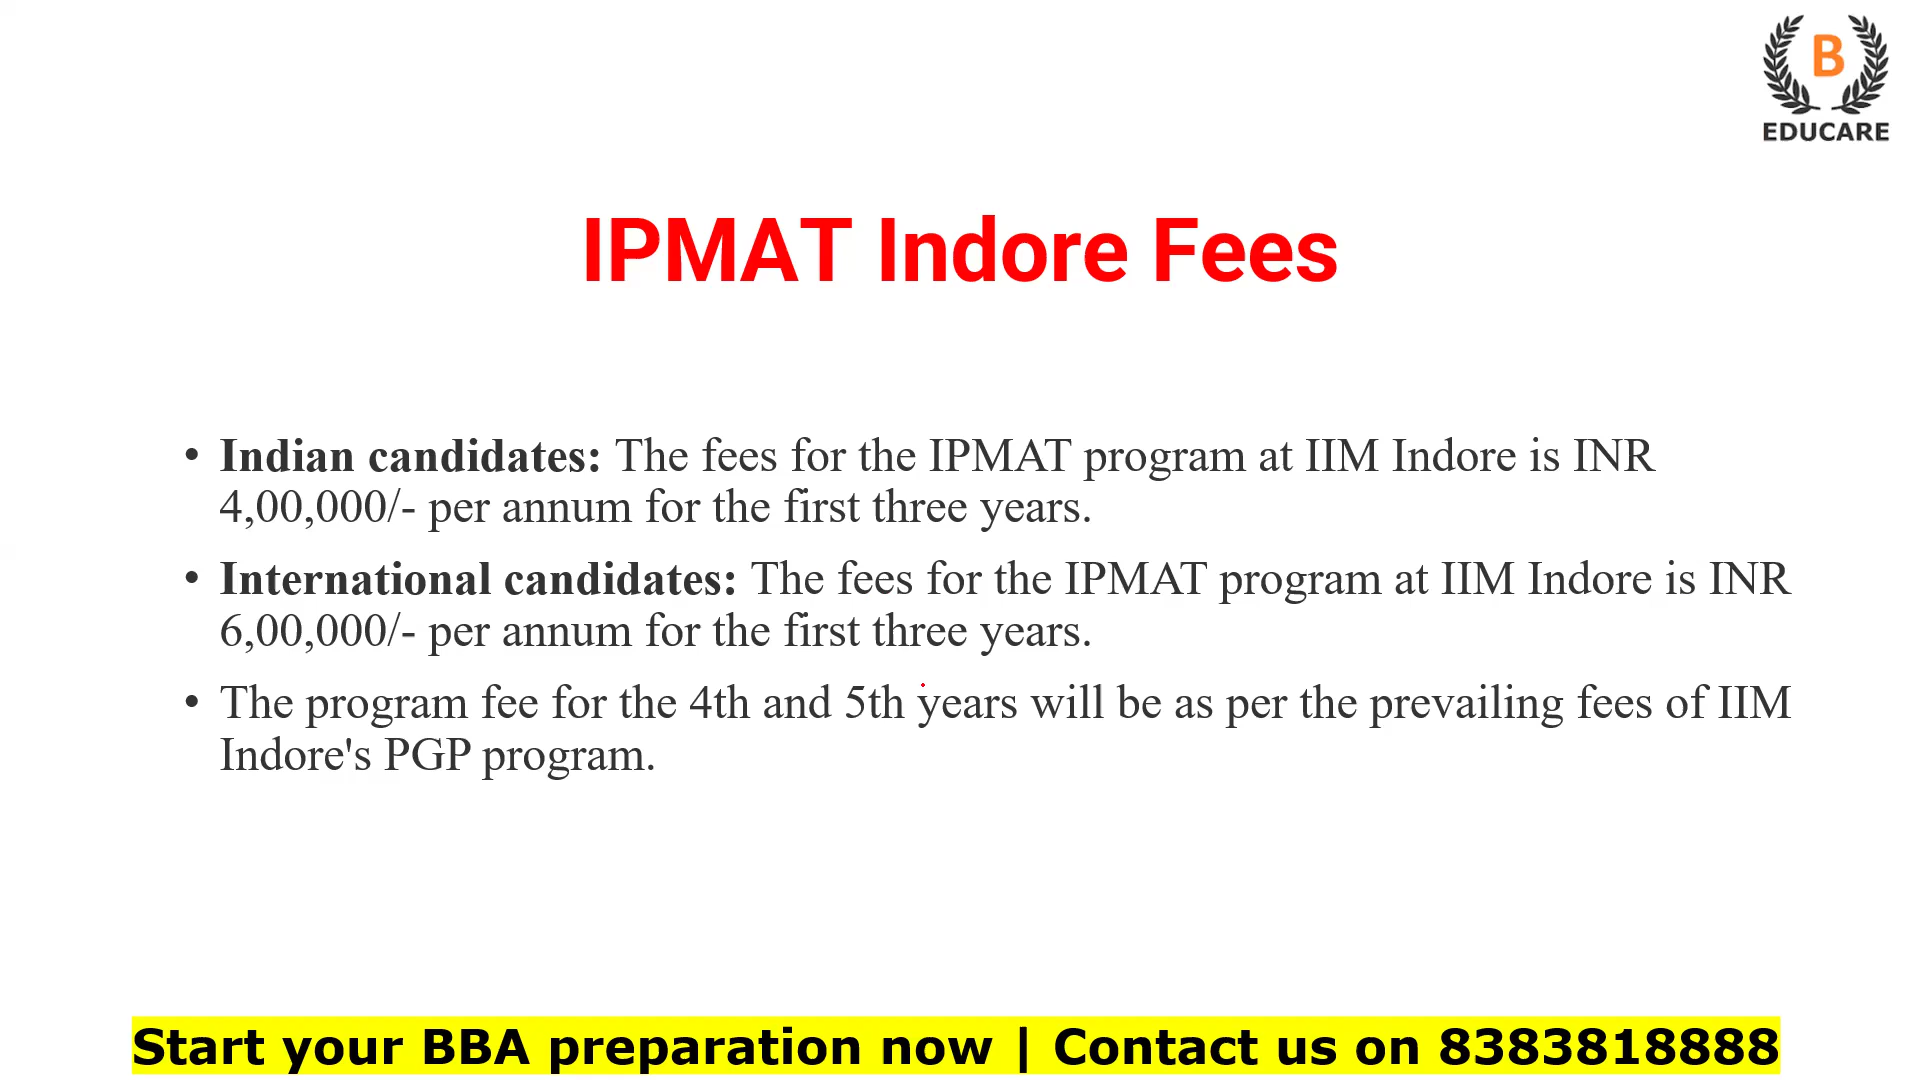 B
EDUCARE
IPMAT Indore Fees
• Indian candidates: The fees for the IPMAT program at IIM Indore is INR
4,00,000/- per annum for the first three years.
• International candidates: The fees for the IPMAT program at IIM Indore is INR
6,00,000/- per annum for the first three years.
• The program fee for the 4th and 5th years will be as per the prevailing fees of IIM
Indore's PGP program.
Start your BBA preparation now | Contact us on 8383818888